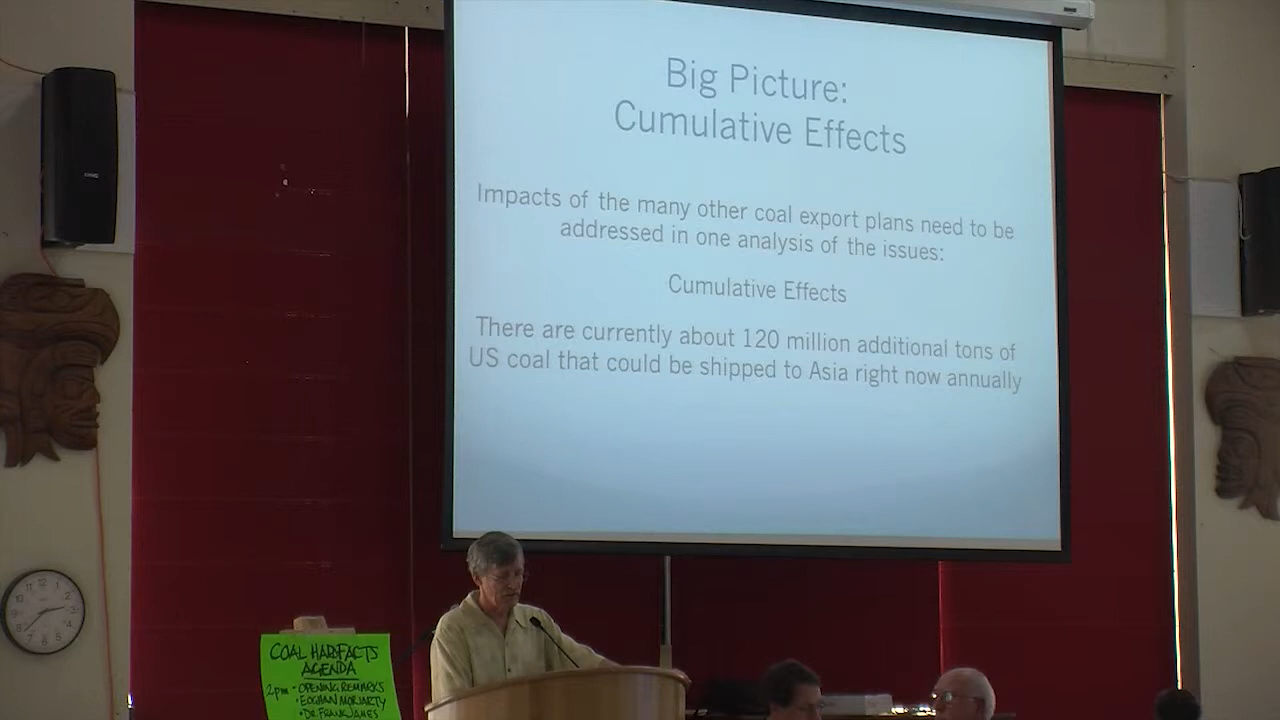 Big Picture:
Cumulative Effects
Impacts of the many other coal export plans need to be
addressed in one analysis of the issues:
Cumulative Effects
There are currently about 120 million additional tons of
US coal that could be shipped to Asia right now annually
COAL HARDFACTS
AGENDA
2pm - OPENING REMARKS
• EOGHAN MORIARTY
• DR. FRANK JAMES